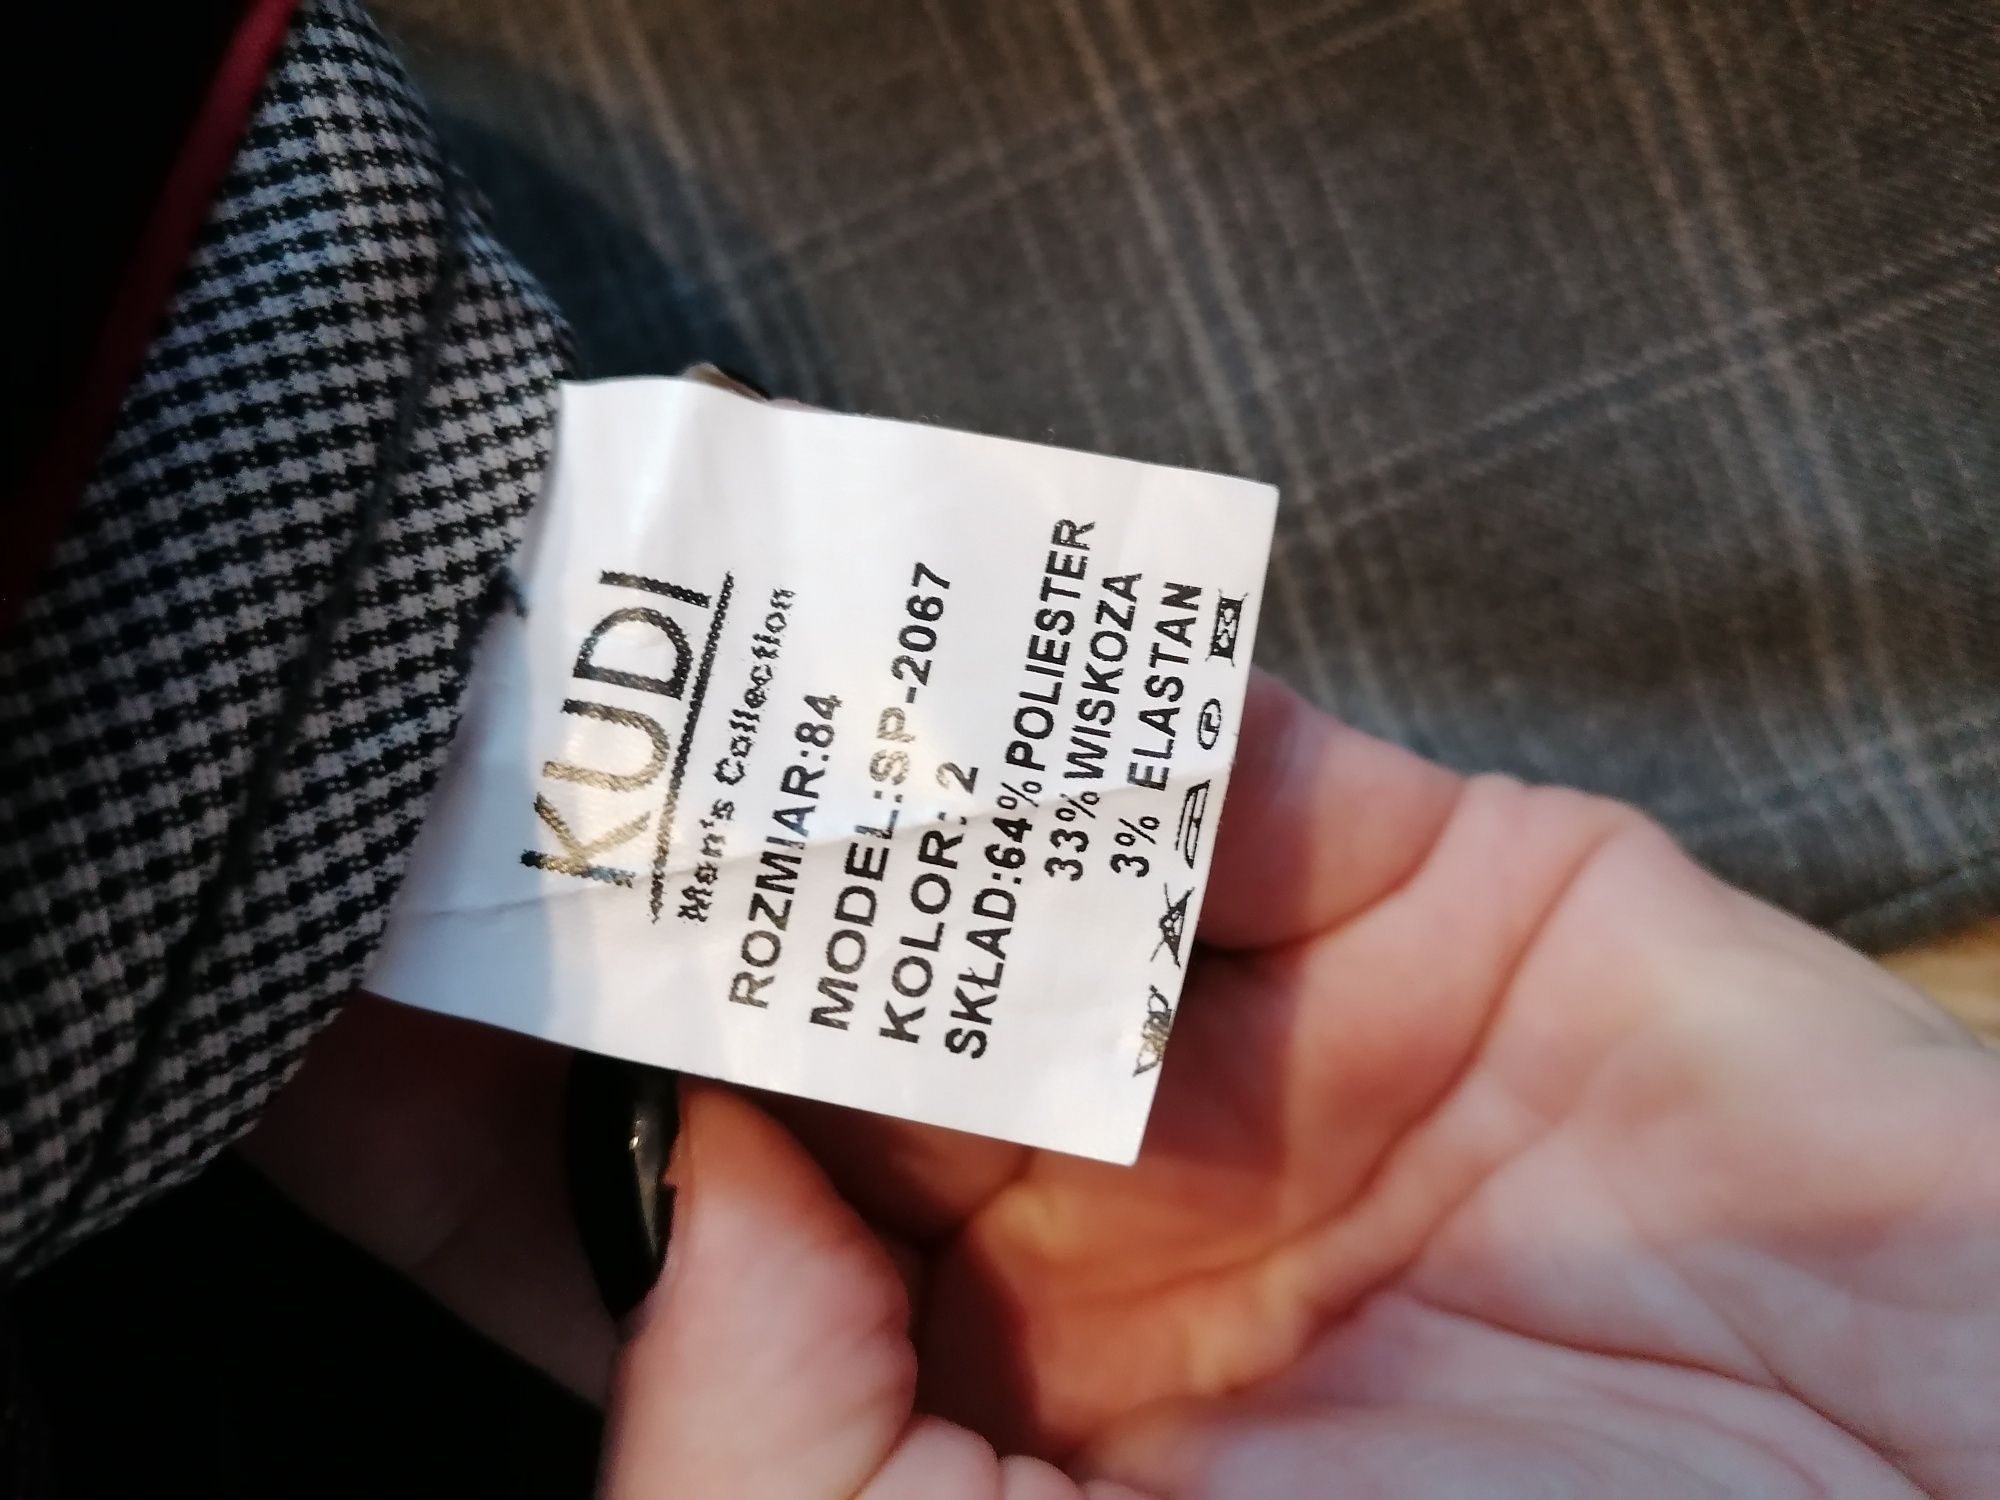 KUDI
Man's Collection
ROZMIAR:84
MODEL:SP-2067
KOLOR: 2
SKŁAD:64% POLIESTER
33% WISKOZA
3% ELASTAN
P